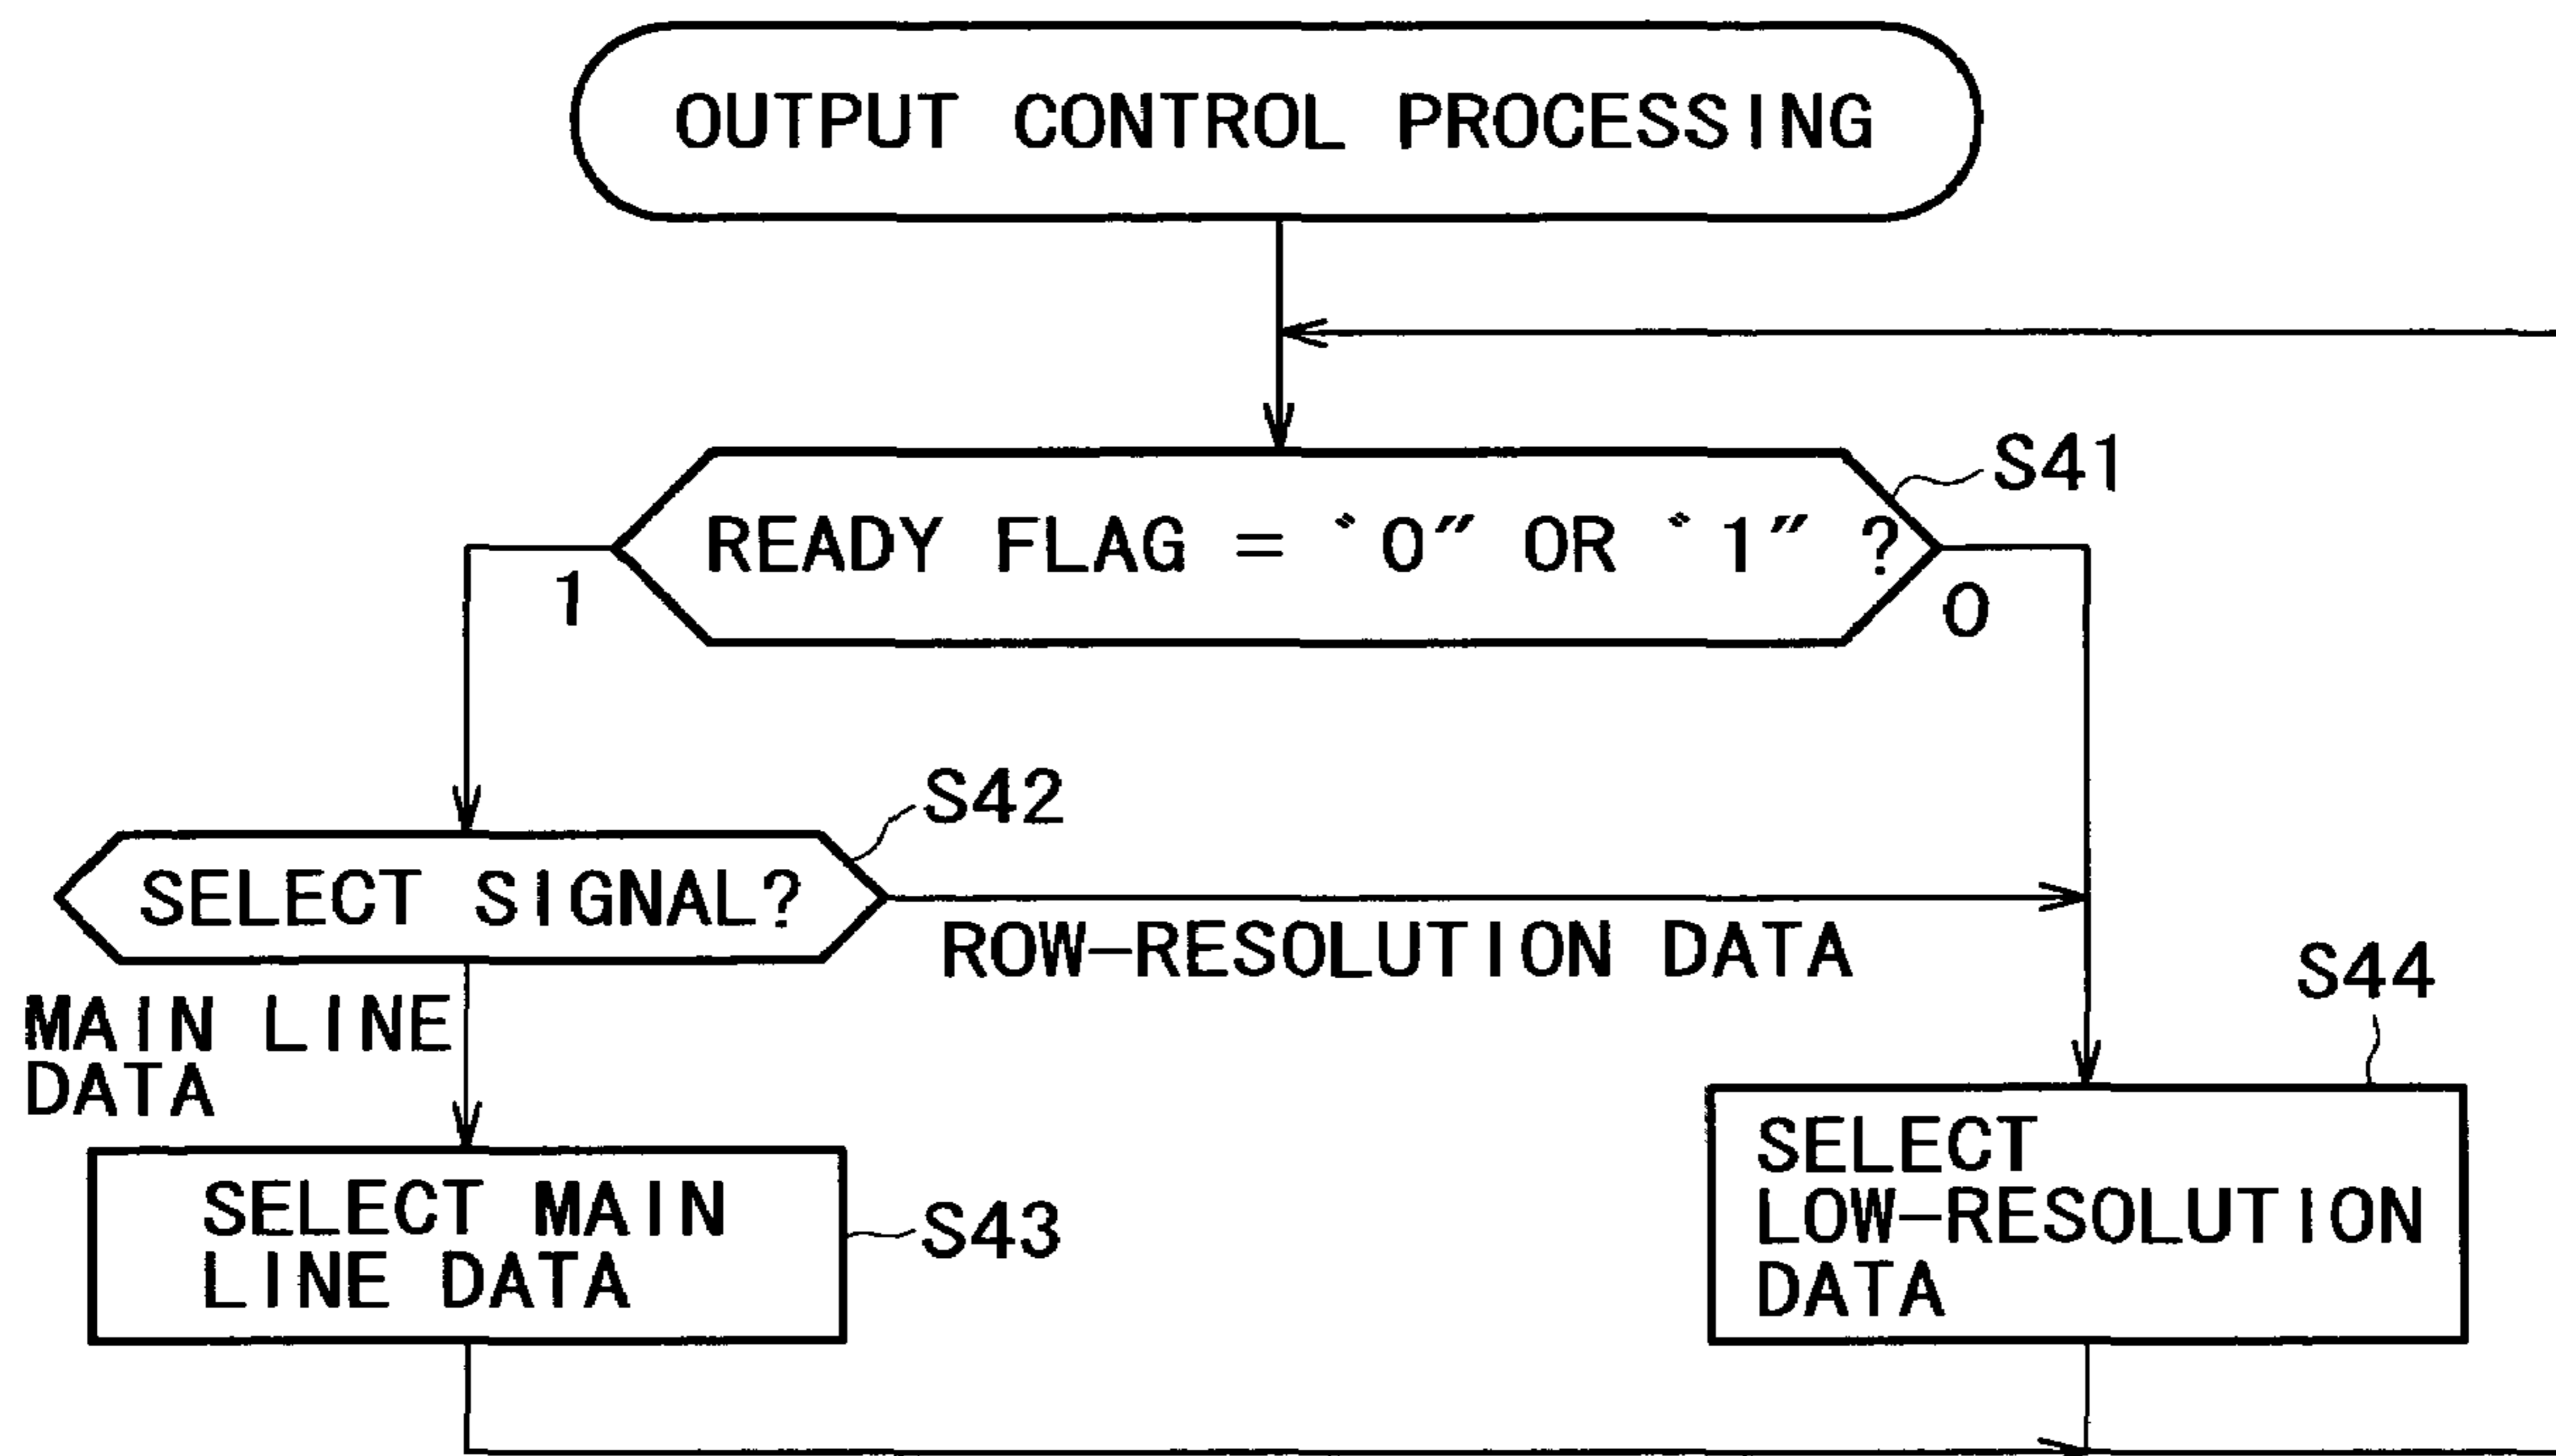 OUTPUT CONTROL PROCESSING
S41
READY FLAG = `0″ OR `1″ ?
1
0
S42
SELECT SIGNAL?
ROW-RESOLUTION DATA
MAIN LINE
DATA
S44
SELECT MAIN
LINE DATA
S43
SELECT
LOW-RESOLUTION
DATA